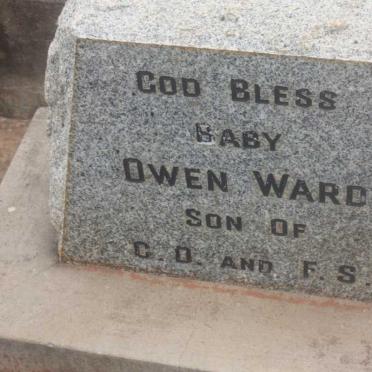 GOD BLESS
BABY
OWEN WARD
SON OF
C. D. AND F. S.